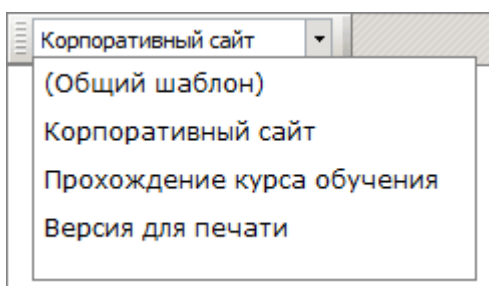 Корпоративный сайт
(Общий шаблон)
Корпоративный сайт
Прохождение курса обучения
Версия для печати